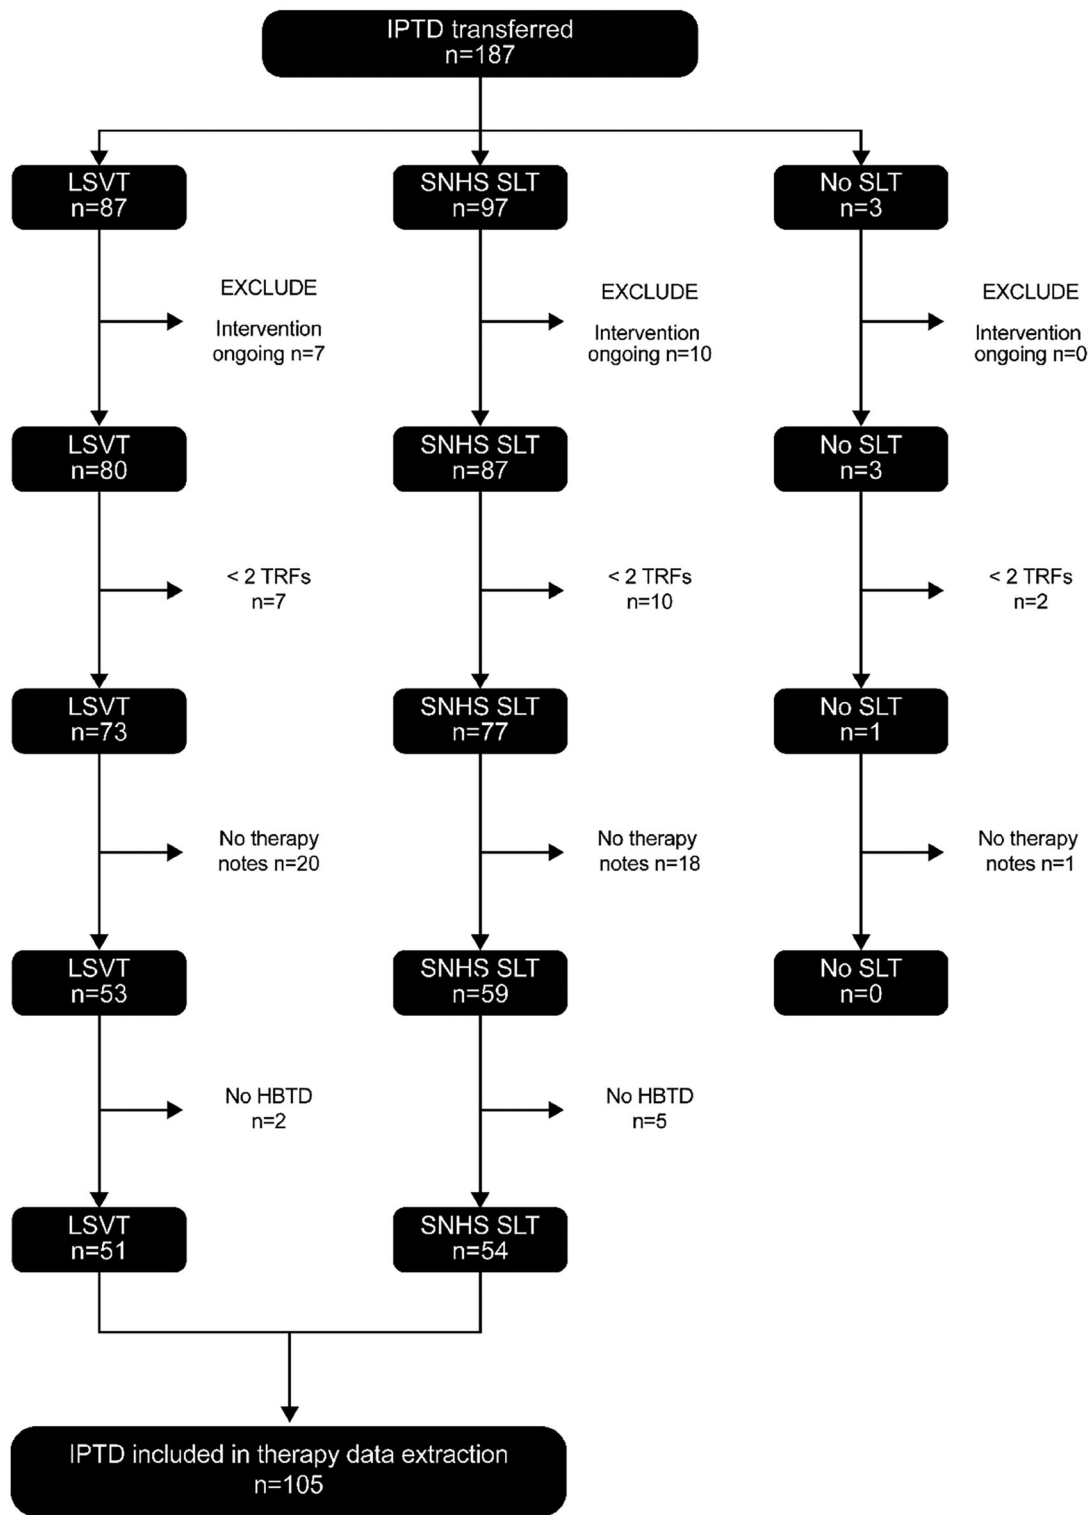 IPTD transferred
n=187
LSVT
n=87
SNHS SLT
n=97
No SLT
n=3
EXCLUDE
Intervention
ongoing n=7
EXCLUDE
Intervention
ongoing n=10
EXCLUDE
Intervention
ongoing n=0
LSVT
n=80
SNHS SLT
n=87
No SLT
n=3
< 2 TRFs
n=7
< 2 TRFs
n=10
< 2 TRFs
n=2
LSVT
n=73
SNHS SLT
n=77
No SLT
n=1
No therapy
notes n=20
No therapy
notes n=18
No therapy
notes n=1
LSVT
n=53
SNHS SLT
n=59
No SLT
n=0
No HBTD
n=2
No HBTD
n=5
LSVT
n=51
SNHS SLT
n=54
IPTD included in therapy data extraction
n=105